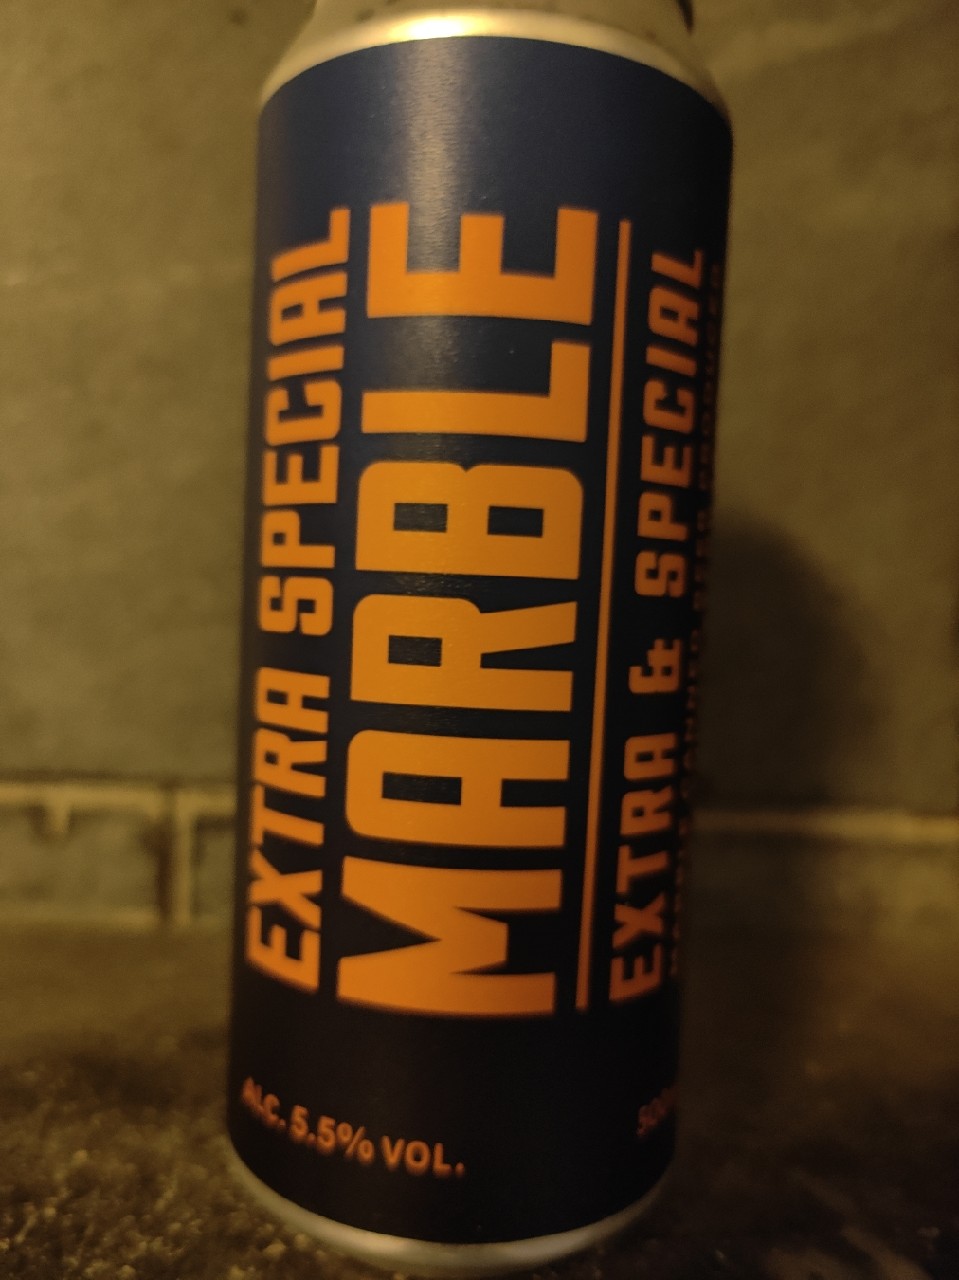 EXTRA SPECIAL
MARBLE
EXTRA & SPECIAL
ALC. 5.5% VOL.